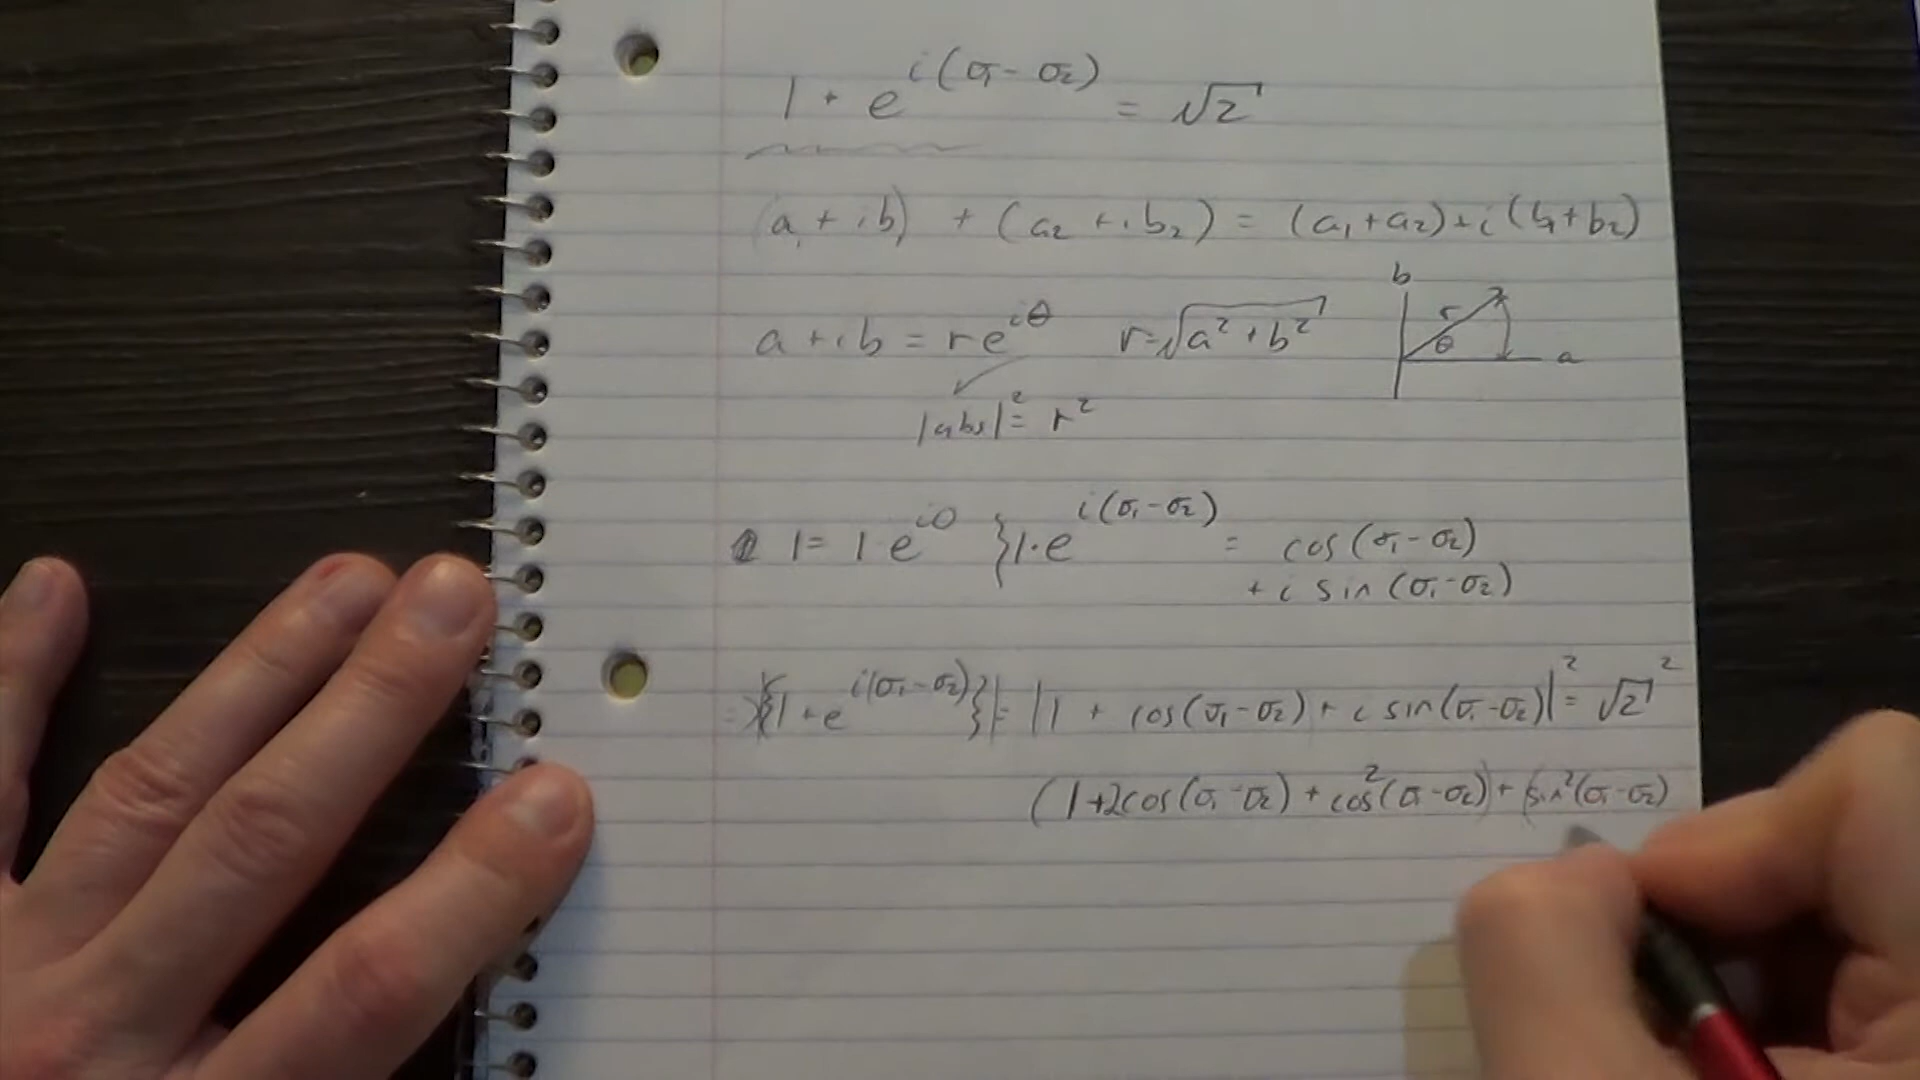 1 + e^{i(σ₁ - σ₂)} = √2
(a₁ + ib₁) + (a₂ + ib₂) = (a₁+a₂)+i(b₁+b₂)
b
a + ib = re^{iθ} r=√(a²+b²) r θ a
|abs|² = r²
1 = 1·e^{i0} } 1·e^{i(σ₁-σ₂)} = cos(σ₁-σ₂)
+ i sin(σ₁-σ₂)
= |{1+e^{i(σ₁-σ₂)}}| = |1 + cos(σ₁-σ₂) + i sin(σ₁-σ₂)|² = √2²
(1+2cos(σ₁-σ₂) + cos²(σ₁-σ₂)) + (sin²(σ₁-σ₂)